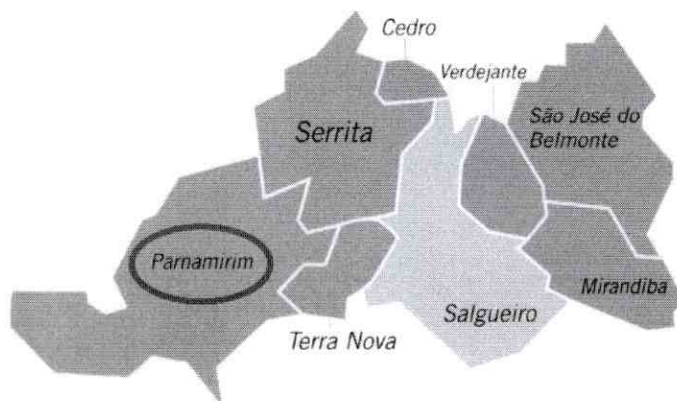 Cedro
Verdejante
São José do
Belmonte
Serrita
Parnamirim
Mirandiba
Salgueiro
Terra Nova